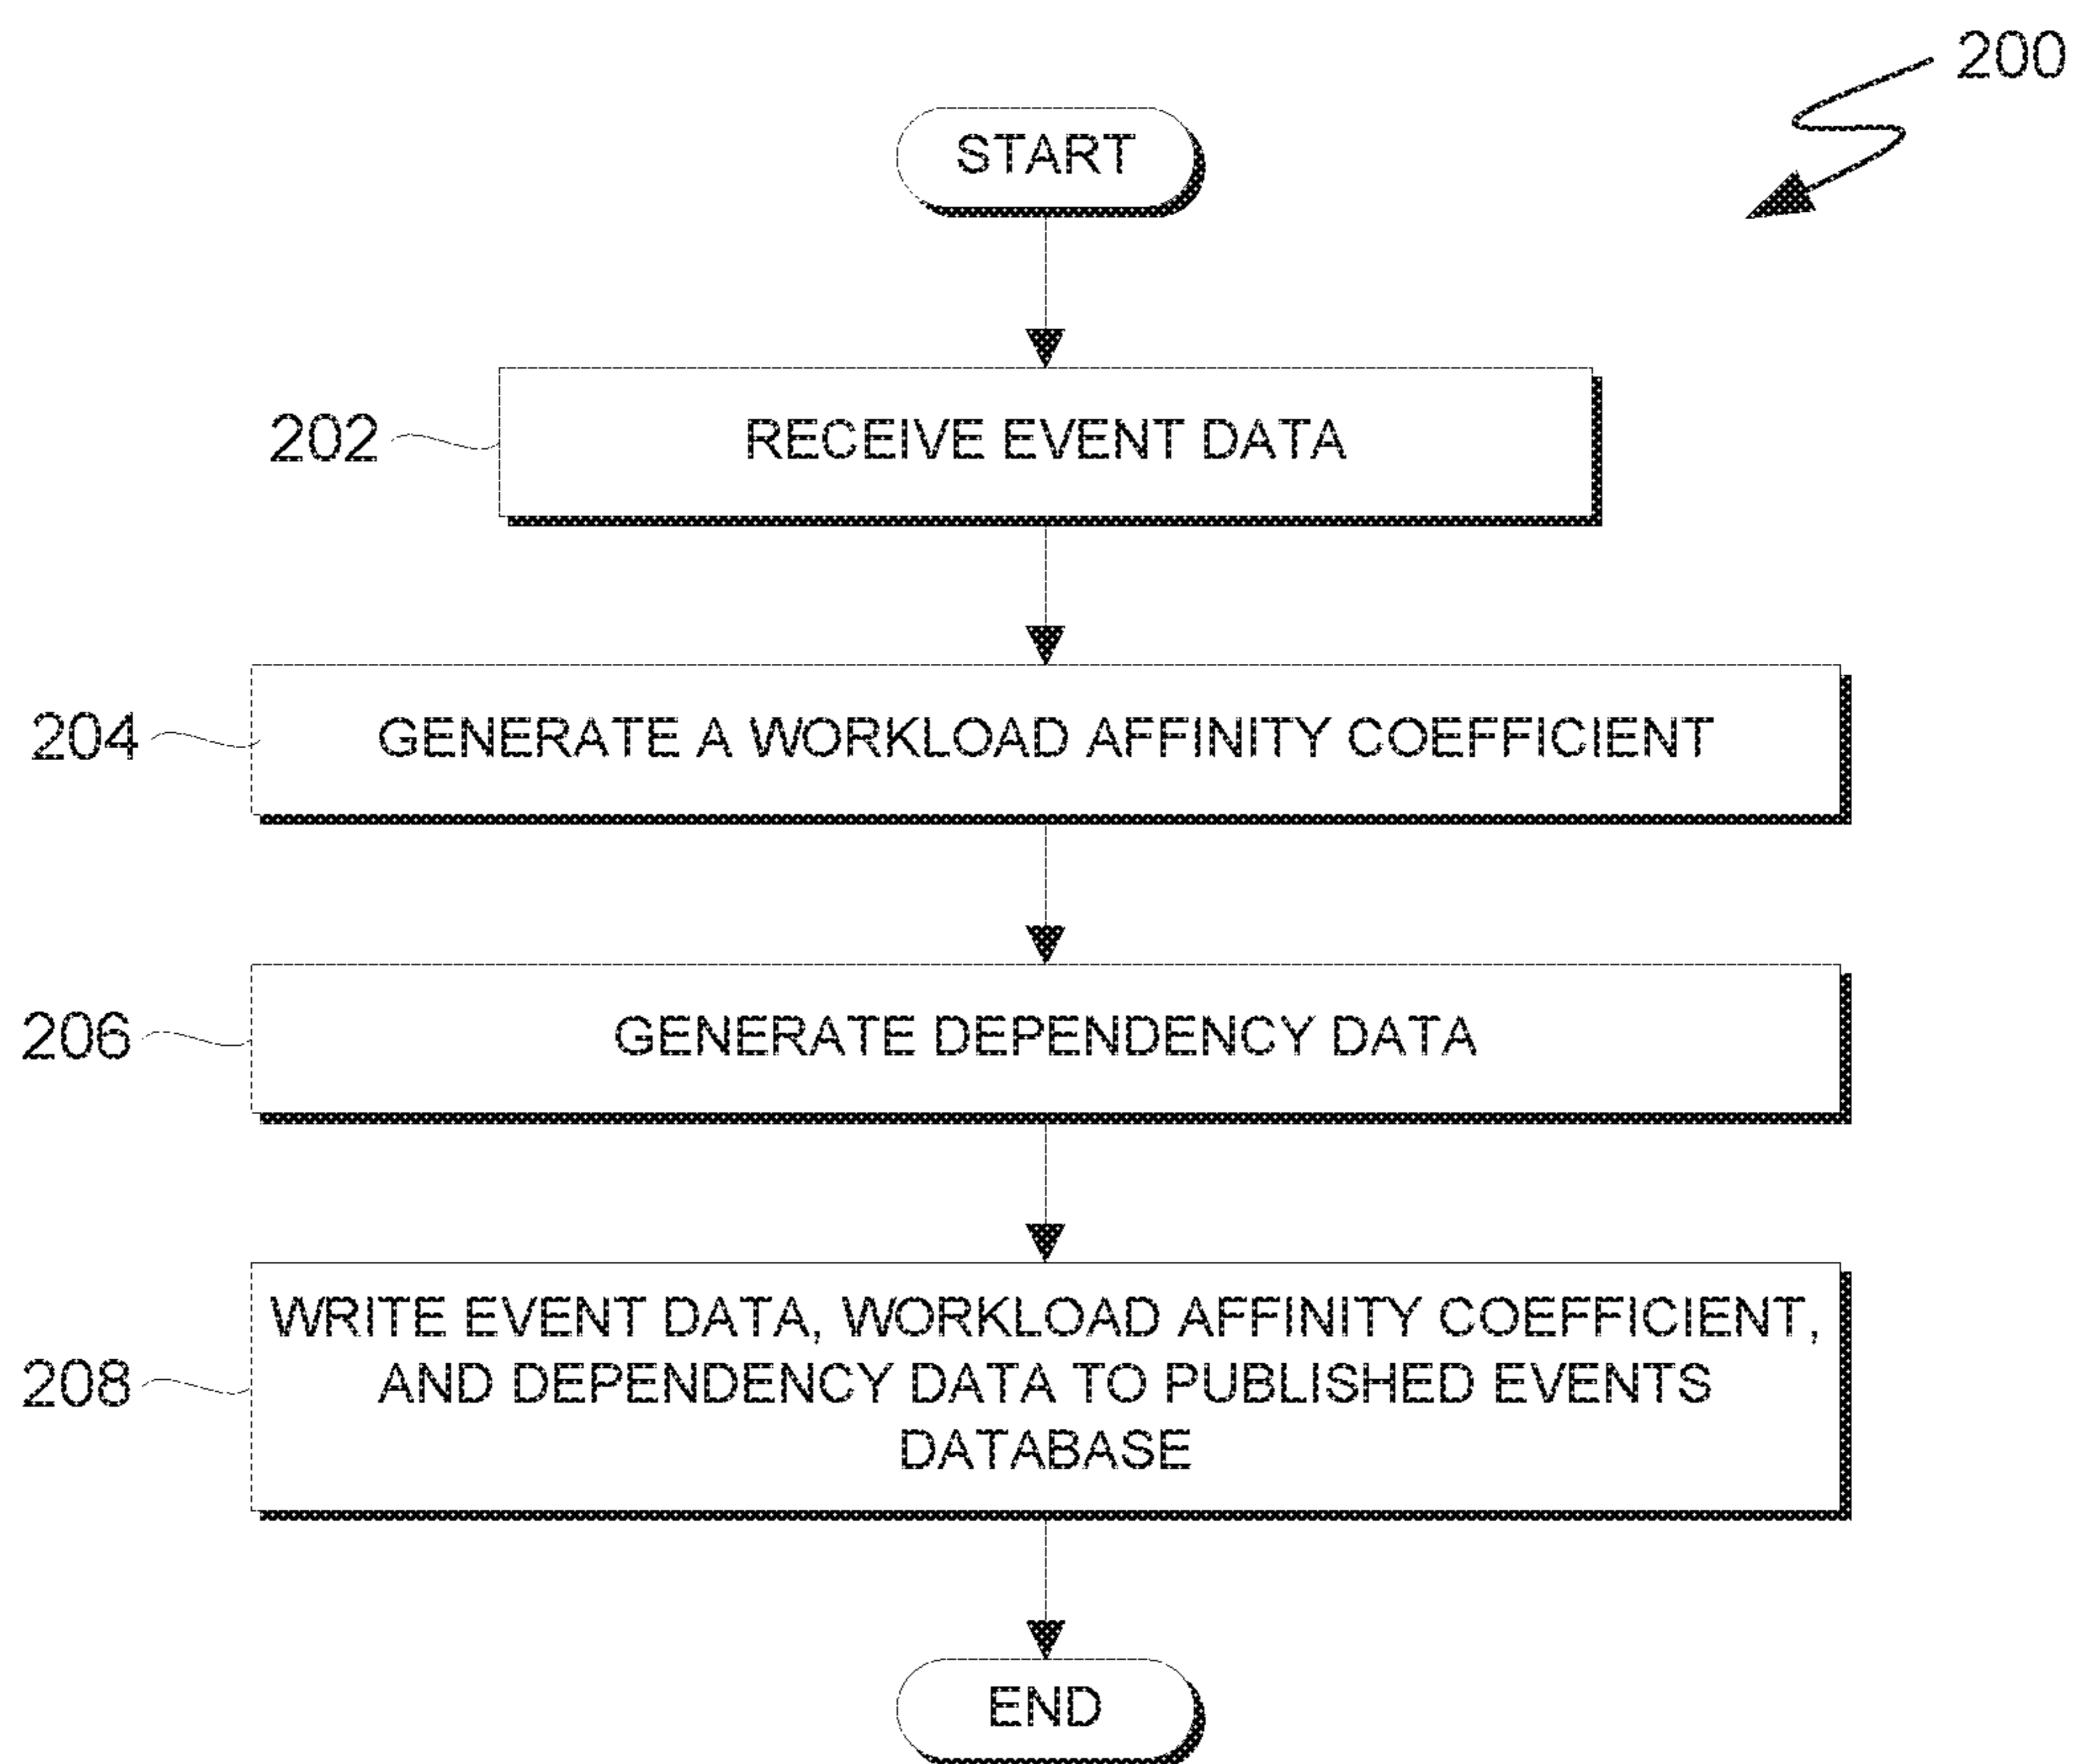 200
START
202
RECEIVE EVENT DATA
204
GENERATE A WORKLOAD AFFINITY COEFFICIENT
206
GENERATE DEPENDENCY DATA
208
WRITE EVENT DATA, WORKLOAD AFFINITY COEFFICIENT,
AND DEPENDENCY DATA TO PUBLISHED EVENTS
DATABASE
END